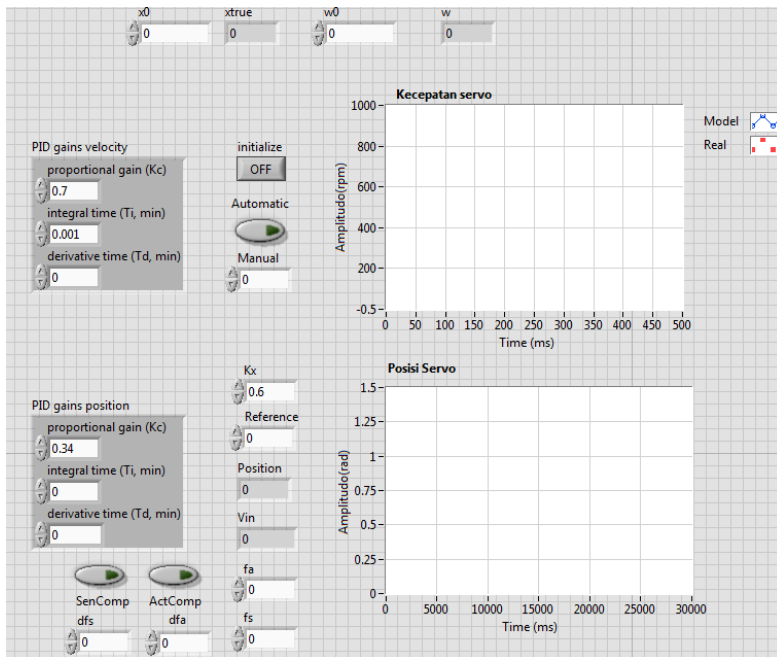 x0 xtrue w0 w
0 0 0 0
Kecepatan servo
Model
Real
1000
800
600
400
200
-0.5
Amplitudo(rpm)
0 50 100 150 200 250 300 350 400 450 500
Time (ms)
PID gains velocity
proportional gain (Kc)
0.7
integral time (Ti, min)
0.001
derivative time (Td, min)
0
initialize
OFF
Automatic
Manual
0
Posisi Servo
1.5
1.25
1
0.75
0.5
0.25
0
Amplitudo(rad)
0 5000 10000 15000 20000 25000 30000
Time (ms)
PID gains position
proportional gain (Kc)
0.34
integral time (Ti, min)
0
derivative time (Td, min)
0
Kx
0.6
Reference
0
Position
0
Vin
0
fa
0
fs
0
SenComp ActComp
dfs dfa
0 0